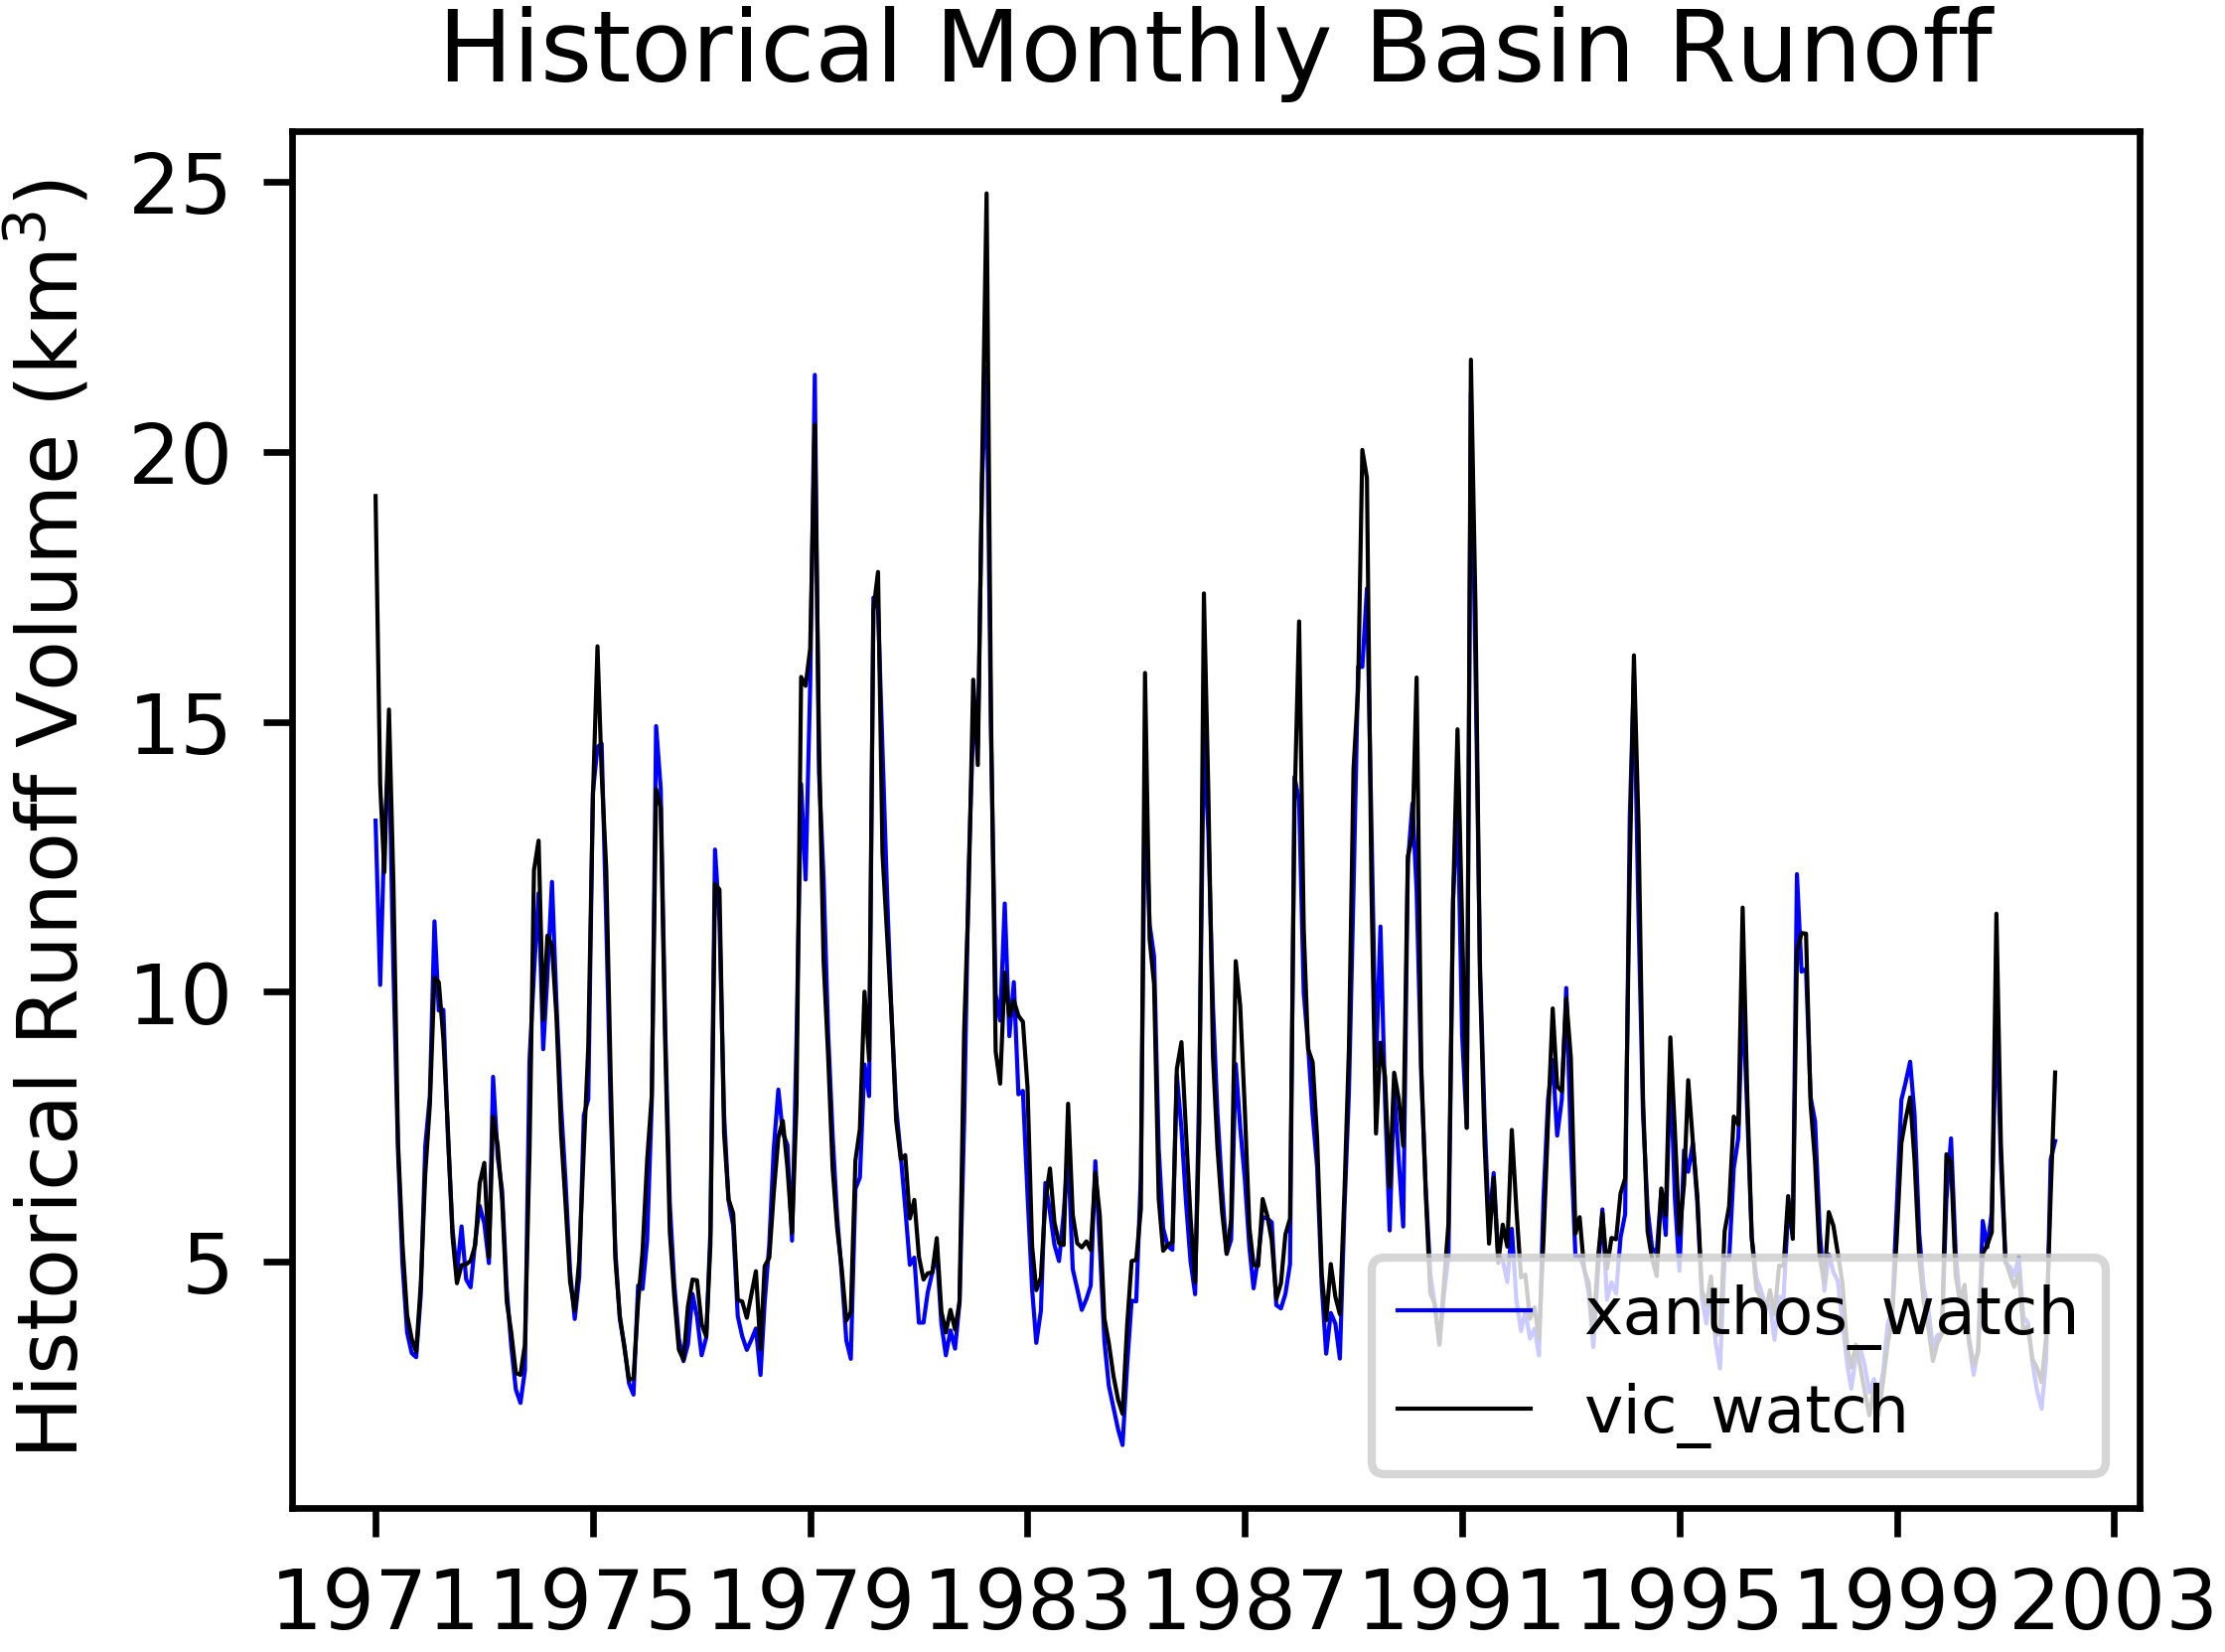 Historical Monthly Basin Runoff
Historical Runoff Volume (km³)
25
20
15
10
5
xanthos_watch
vic_watch
1971 1975 1979 1983 1987 1991 1995 1999 2003